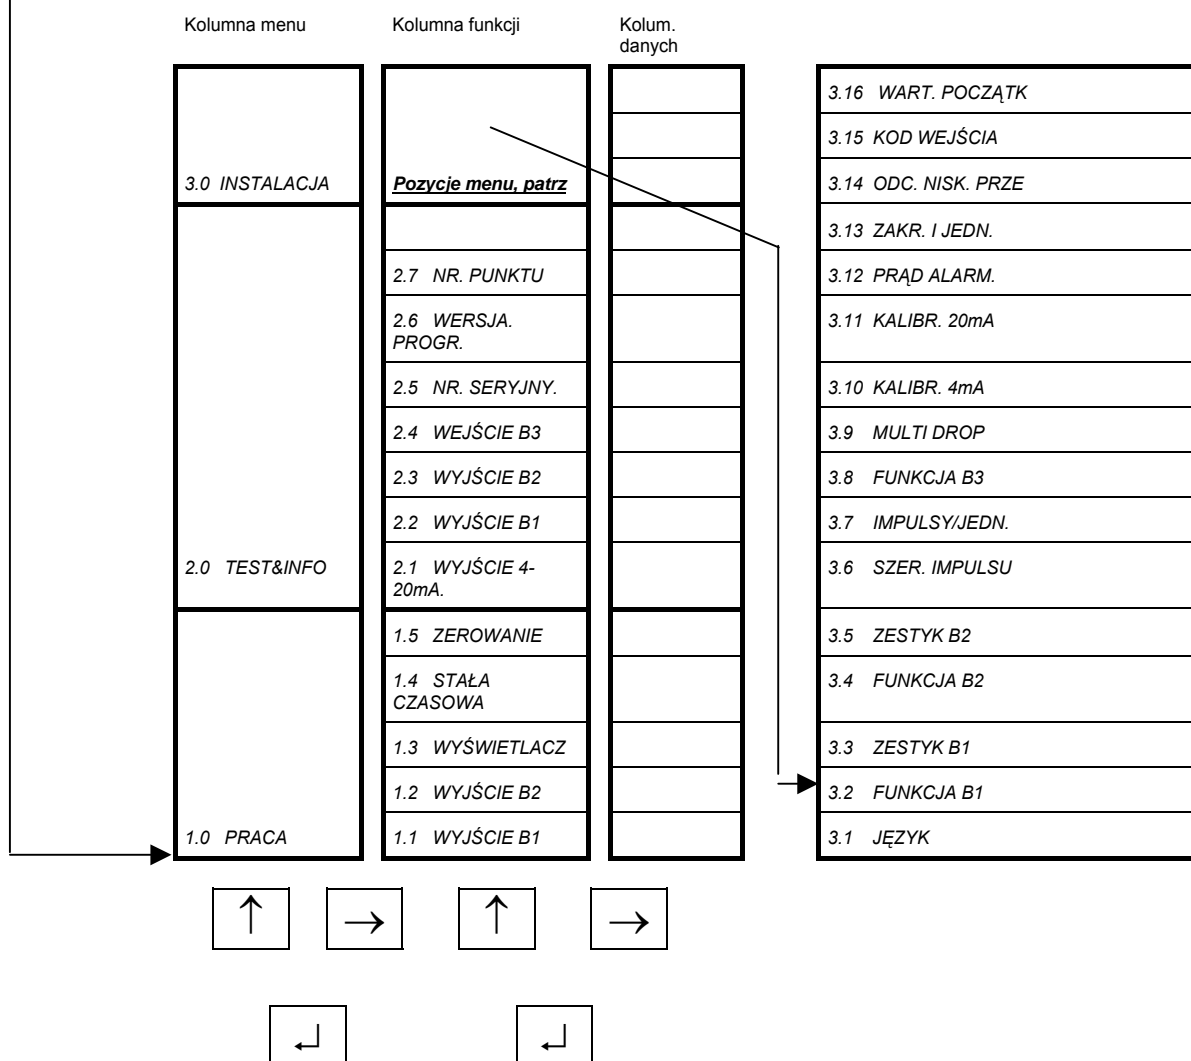 Kolumna menu
Kolumna funkcji
Kolum.
danych
3.0 INSTALACJA
Pozycje menu, patrz
2.7 NR. PUNKTU
2.6 WERSJA.
PROGR.
2.5 NR. SERYJNY.
2.4 WEJŚCIE B3
2.3 WYJŚCIE B2
2.2 WYJŚCIE B1
2.0 TEST&INFO
2.1 WYJŚCIE 4-
20mA.
1.5 ZEROWANIE
1.4 STAŁA
CZASOWA
1.3 WYŚWIETLACZ
1.2 WYJŚCIE B2
1.0 PRACA
1.1 WYJŚCIE B1
3.16 WART. POCZĄTK
3.15 KOD WEJŚCIA
3.14 ODC. NISK. PRZE
3.13 ZAKR. I JEDN.
3.12 PRĄD ALARM.
3.11 KALIBR. 20mA
3.10 KALIBR. 4mA
3.9 MULTI DROP
3.8 FUNKCJA B3
3.7 IMPULSY/JEDN.
3.6 SZER. IMPULSU
3.5 ZESTYK B2
3.4 FUNKCJA B2
3.3 ZESTYK B1
3.2 FUNKCJA B1
3.1 JĘZYK
↑ → ↑ →
↵ ↵